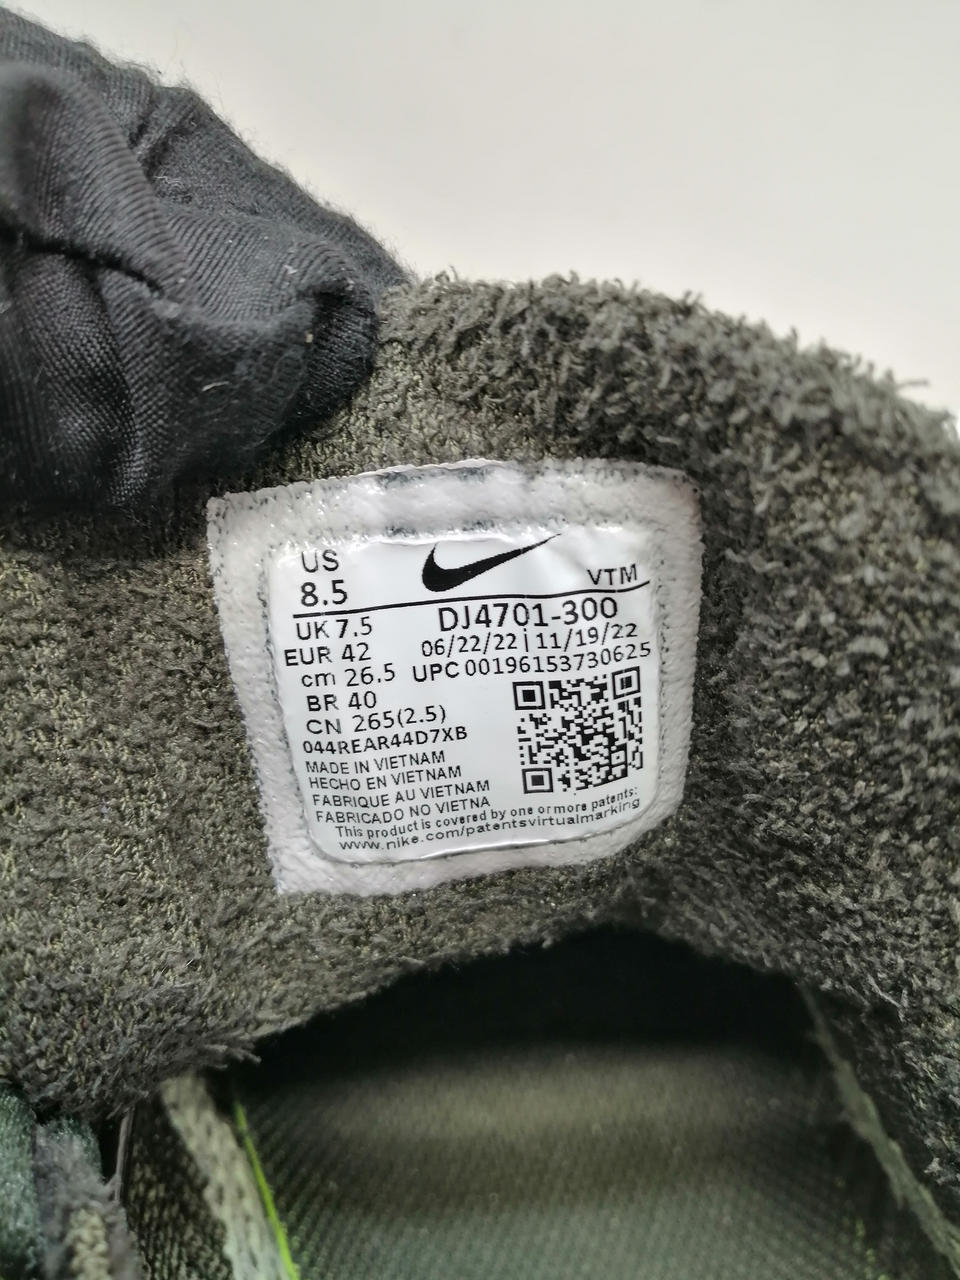 US
8.5
VTM
UK 7.5
DJ4701-300
EUR 42
06/22/22 | 11/19/22
cm 26.5
UPC 00196153730625
BR 40
CN 265(2.5)
044REAR44D7XB
MADE IN VIETNAM
HECHO EN VIETNAM
FABRIQUE AU VIETNAM
FABRICADO NO VIETNA
This product is covered by one or more patents:
www.nike.com/patentsvirtualmarking